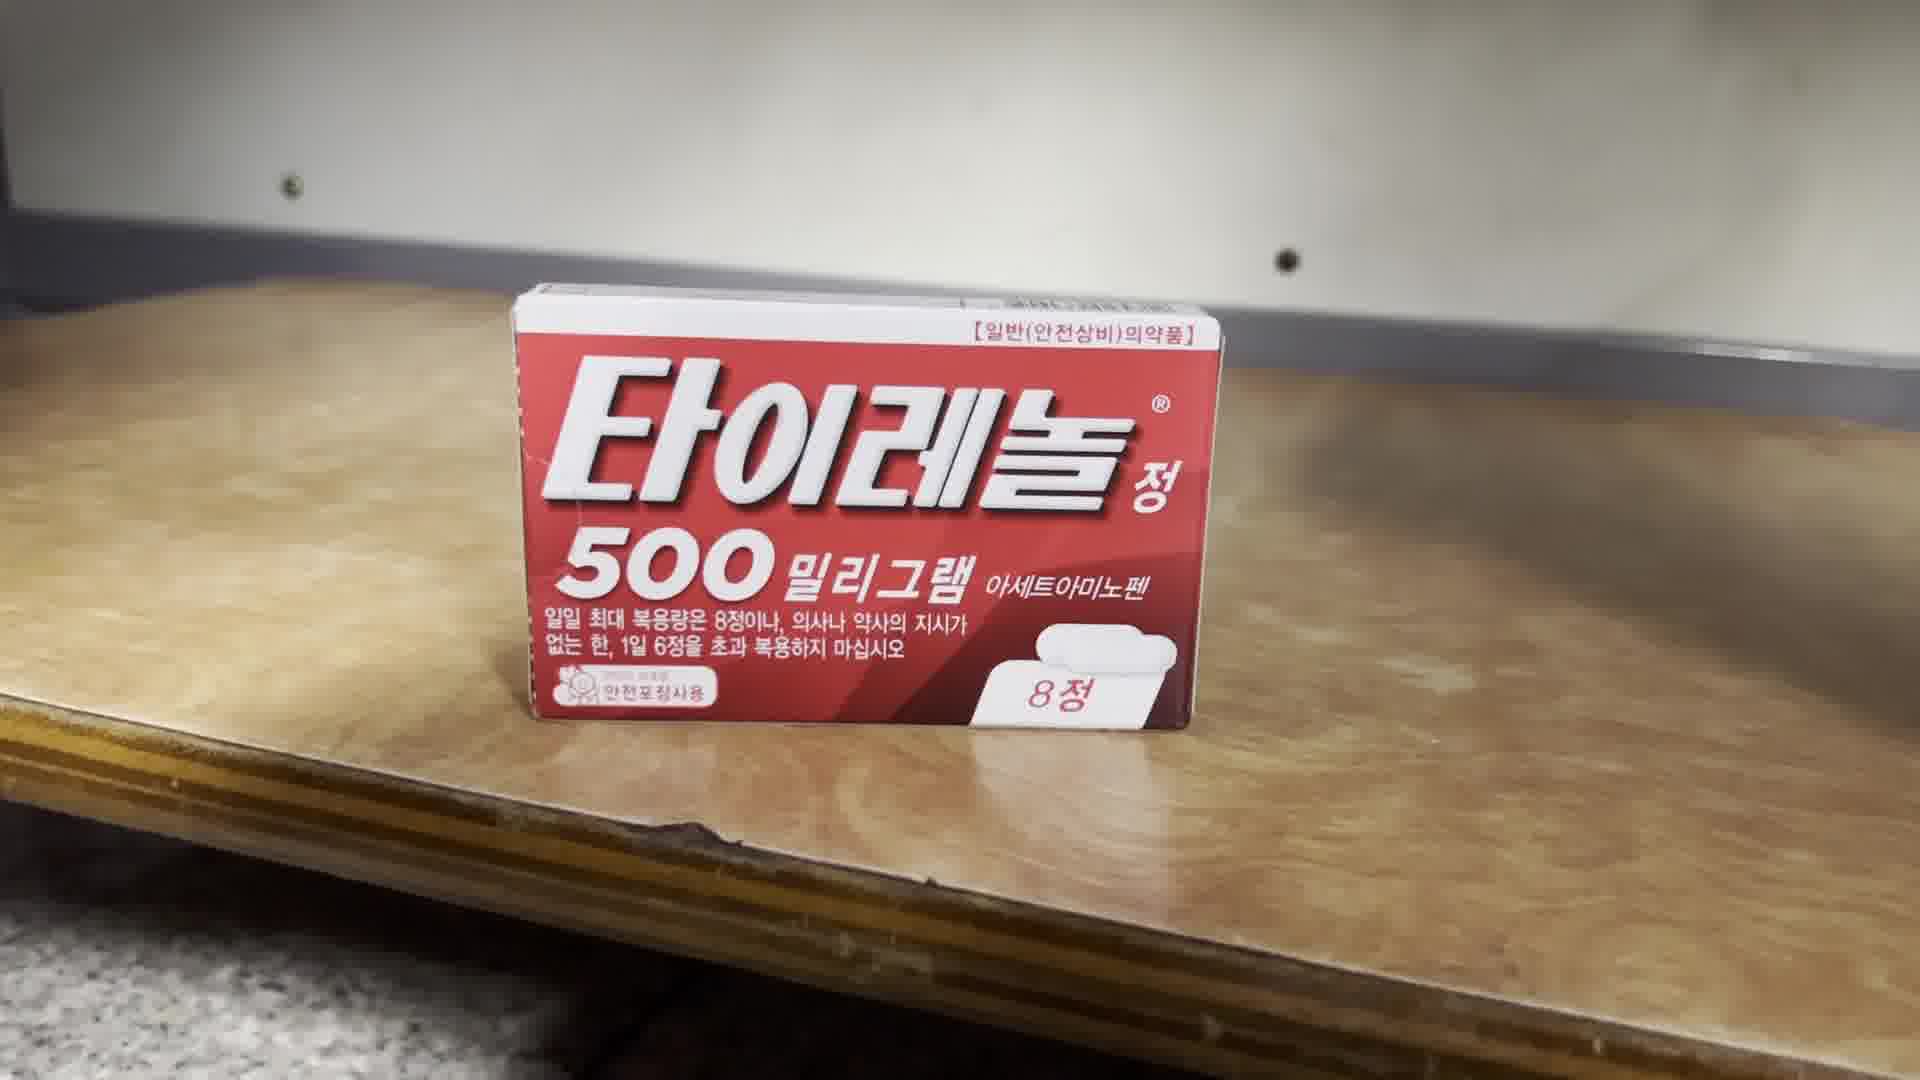 【일반(안전상비)의약품】
타이레놀® 정
500 밀리그램 아세트아미노펜
일일 최대 복용량은 8정이나, 의사나 약사의 지시가
없는 한, 1일 6정을 초과 복용하지 마십시오
안전포장사용
8정